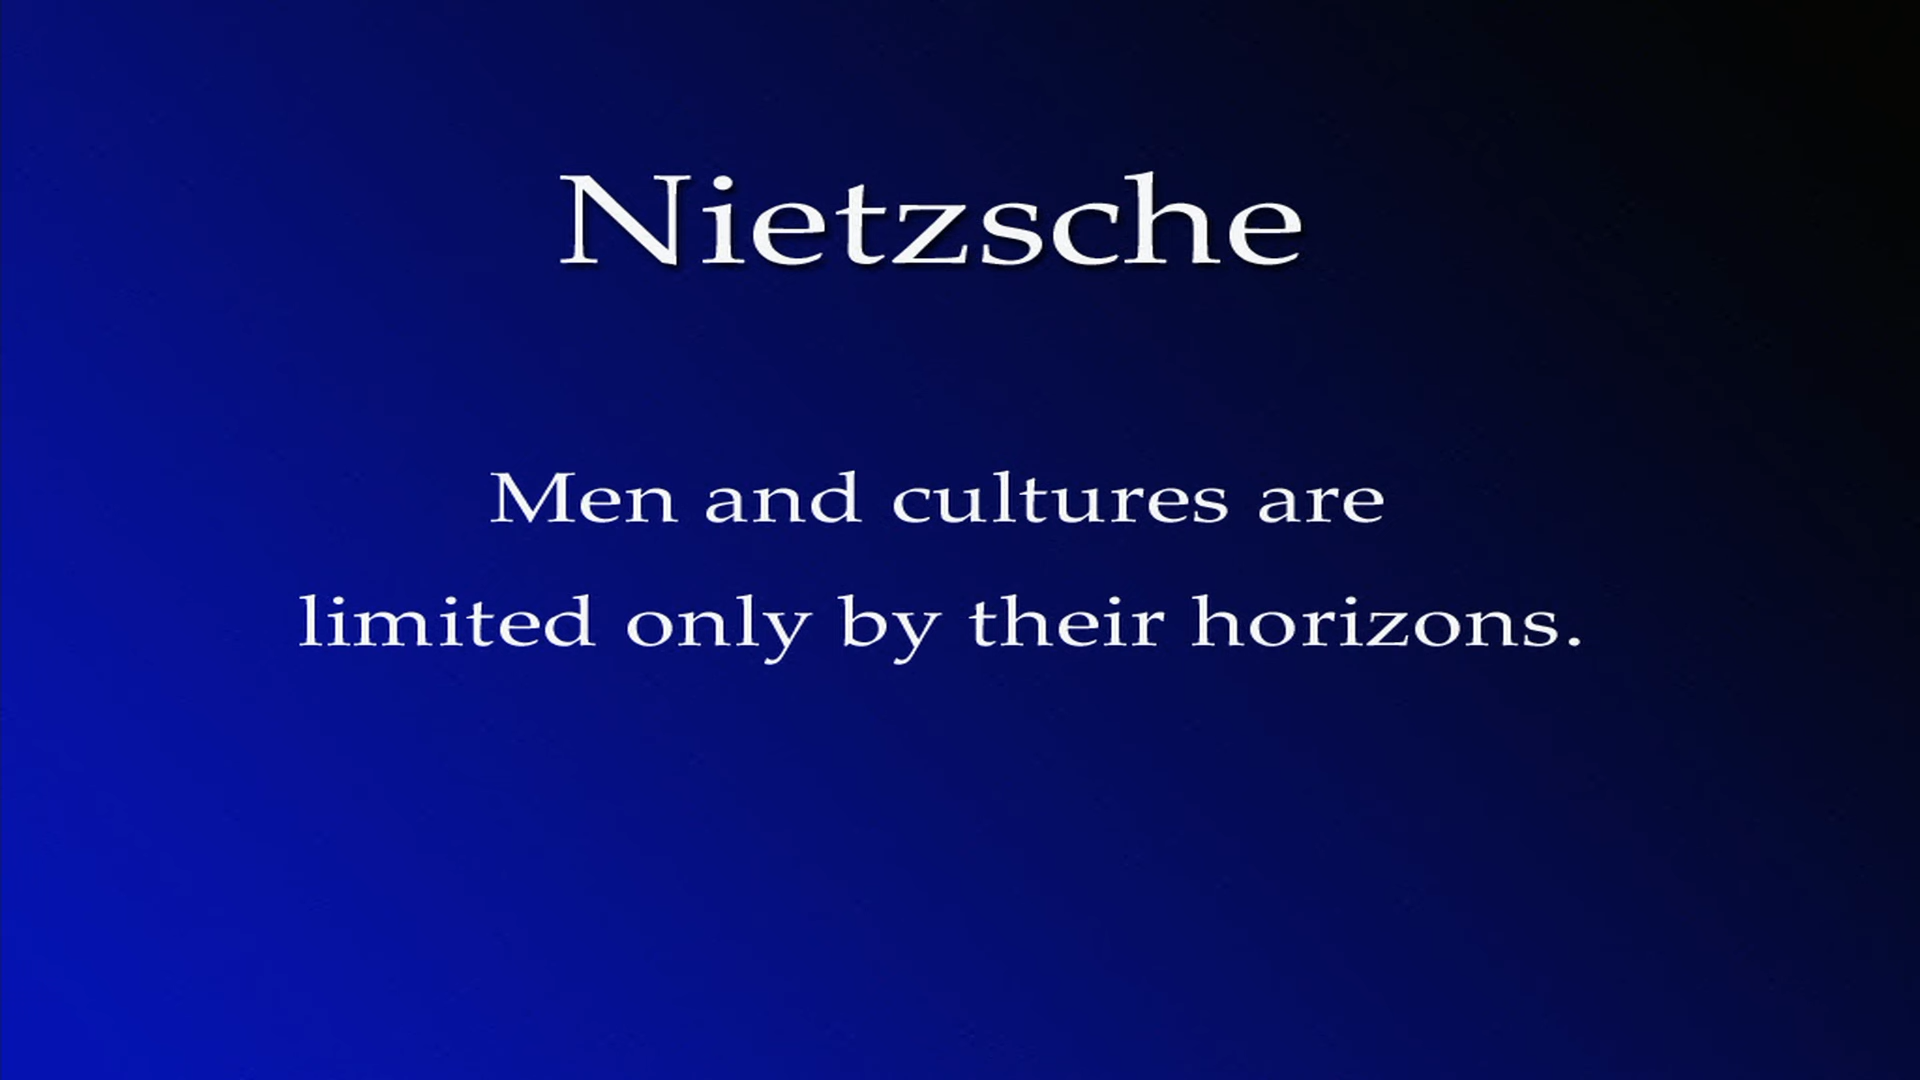 Nietzsche
Men and cultures are
limited only by their horizons.